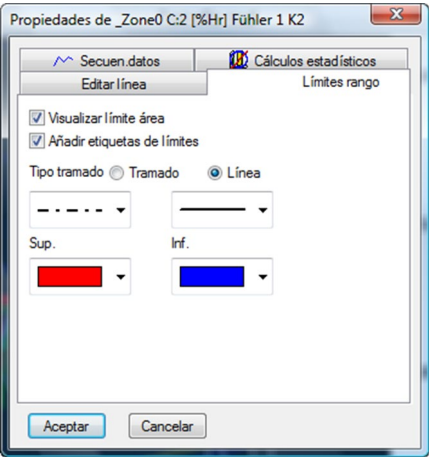 Propiedades de _Zone0 C:2 [%Hr] Fühler 1 K2
Secuen.datos
Cálculos estadísticos
Editar línea
Límites rango
Visualizar límite área
Añadir etiquetas de límites
Tipo tramado Tramado Línea
Sup. Inf.
Aceptar Cancelar